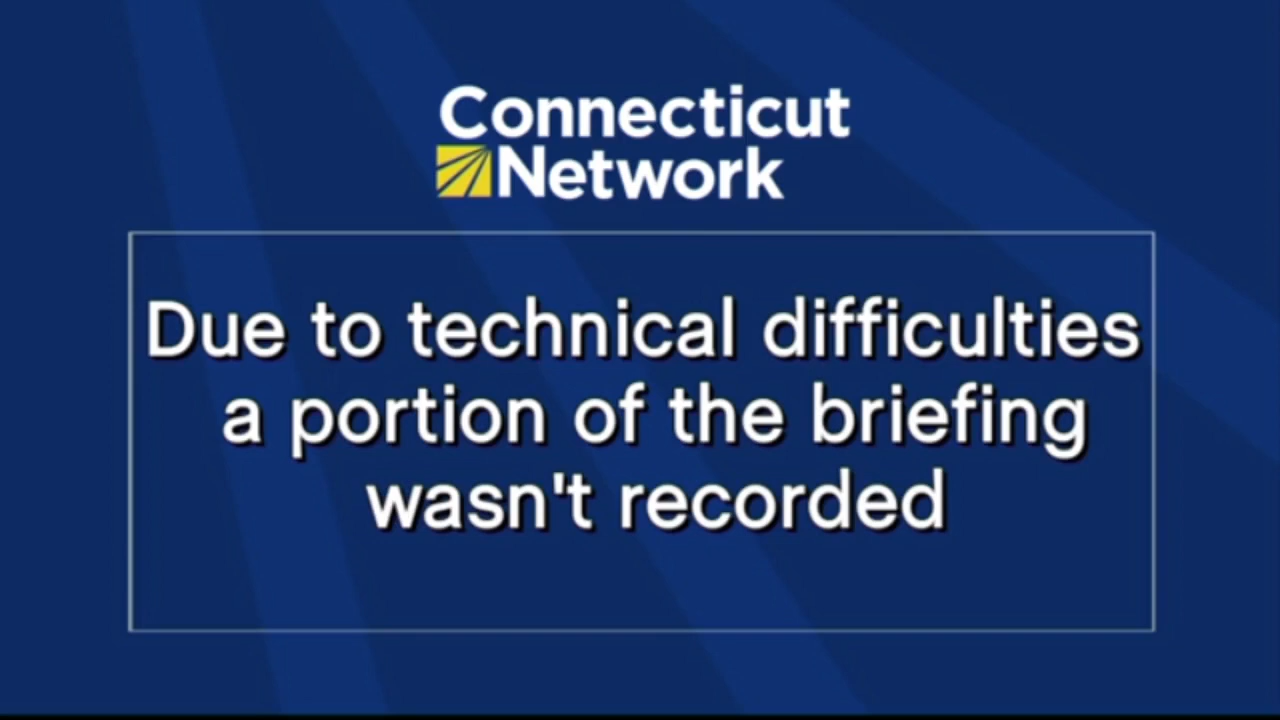 Connecticut
Network
Due to technical difficulties
a portion of the briefing
wasn't recorded